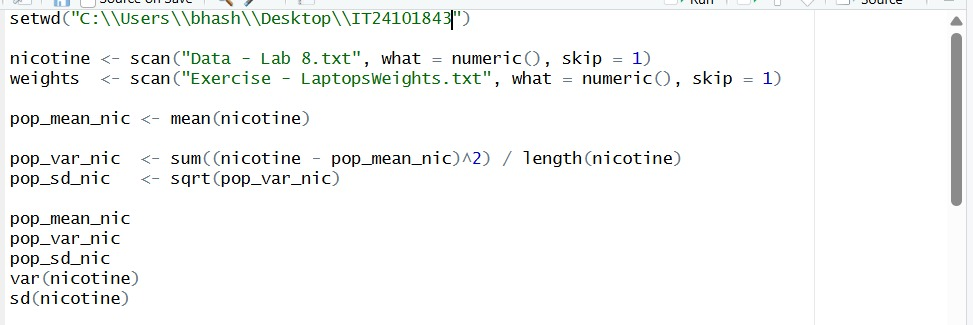 Source on Save
Run
Source
setwd("C:\\Users\\bhash\\Desktop\\IT24101843")
nicotine <- scan("Data - Lab 8.txt", what = numeric(), skip = 1)
weights  <- scan("Exercise - LaptopsWeights.txt", what = numeric(), skip = 1)
pop_mean_nic <- mean(nicotine)
pop_var_nic  <- sum((nicotine - pop_mean_nic)^2) / length(nicotine)
pop_sd_nic   <- sqrt(pop_var_nic)
pop_mean_nic
pop_var_nic
pop_sd_nic
var(nicotine)
sd(nicotine)